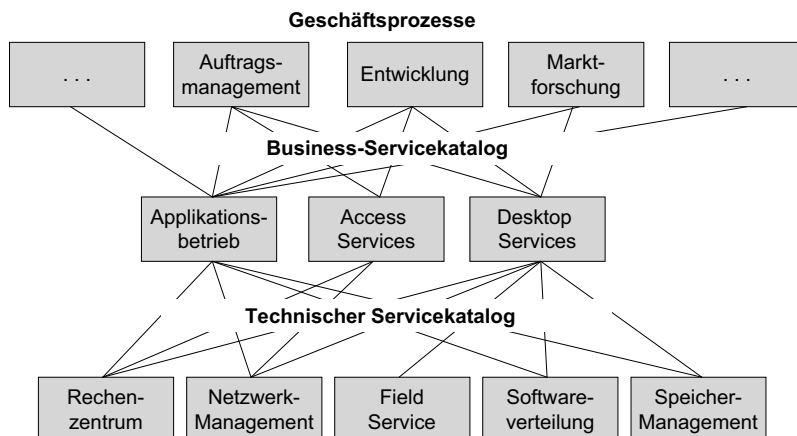 Geschäftsprozesse
. . .
Auftrags-
management
Entwicklung
Markt-
forschung
. . .
Business-Servicekatalog
Applikations-
betrieb
Access
Services
Desktop
Services
Technischer Servicekatalog
Rechen-
zentrum
Netzwerk-
Management
Field
Service
Software-
verteilung
Speicher-
Management